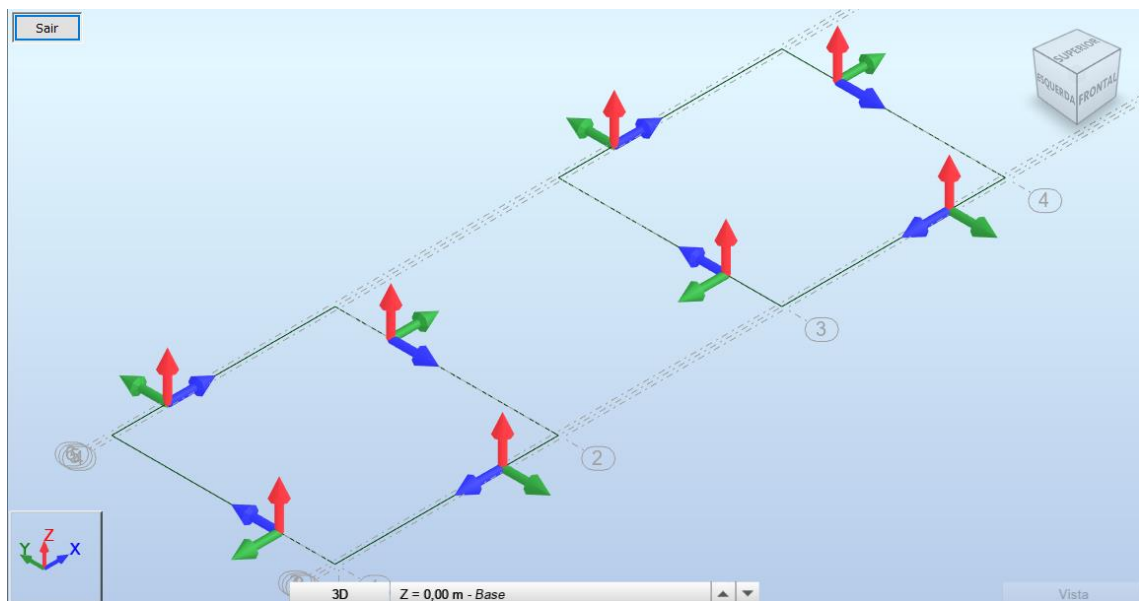 Sair
SUPERIOR
ESQUERDA
FRONTAL
4
3
2
Z
Y
X
3D
Z = 0,00 m - Base
Vista